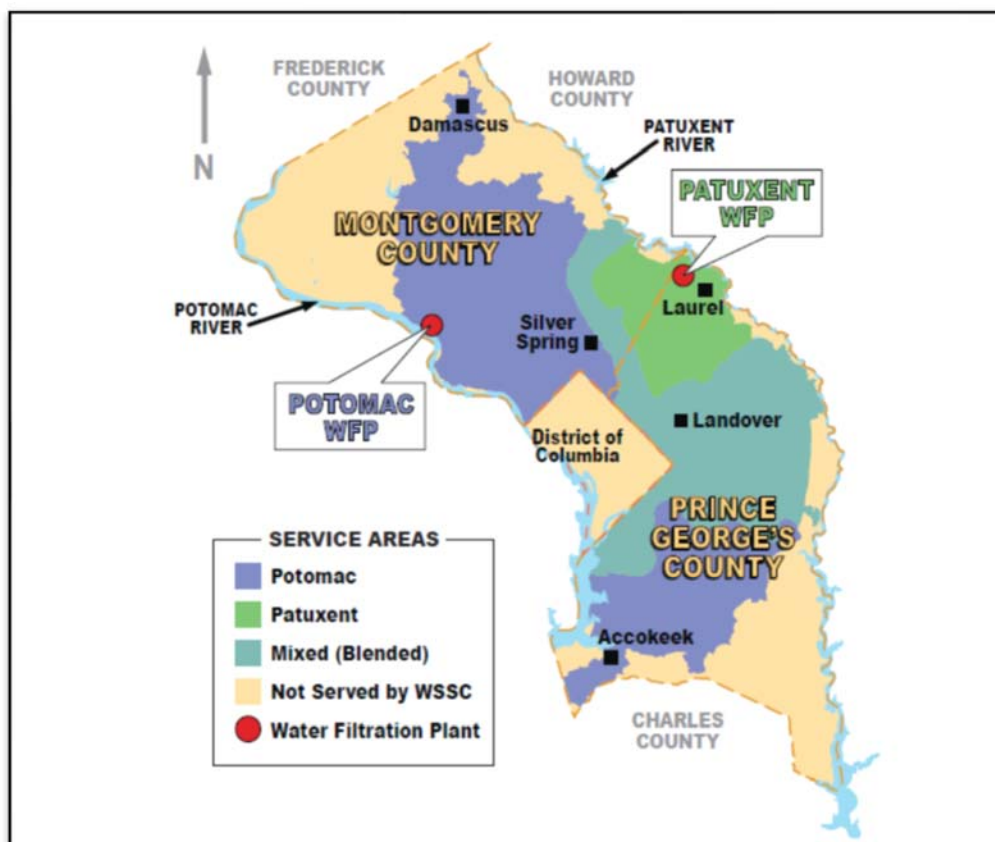 FREDERICK
COUNTY
HOWARD
COUNTY
N
Damascus
PATUXENT
RIVER
PATUXENT
WFP
MONTGOMERY
COUNTY
Laurel
POTOMAC
RIVER
Silver
Spring
POTOMAC
WFP
Landover
District of
Columbia
PRINCE
GEORGE'S
COUNTY
SERVICE AREAS
Potomac
Patuxent
Mixed (Blended)
Not Served by WSSC
Water Filtration Plant
Accokeek
CHARLES
COUNTY